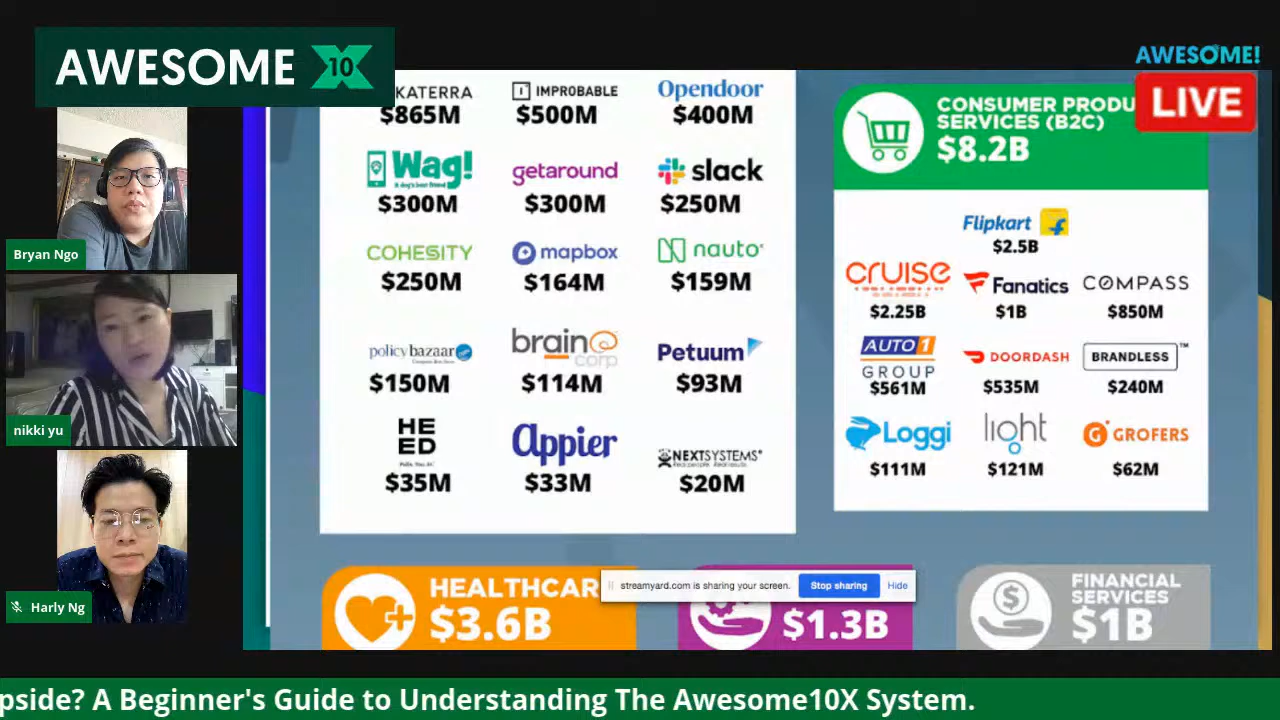 AWESOME 10
AWESOME!
LIVE
Bryan Ngo
nikki yu
Harly Ng
KATERRA
$865M
IMPROBABLE
$500M
Opendoor
$400M
Wag!
$300M
getaround
$300M
slack
$250M
COHESITY
$250M
mapbox
$164M
nauto
$159M
policybazaar
$150M
brain corp
$114M
Petuum
$93M
HEED
$35M
Appier
$33M
NEXTSYSTEMS
$20M
CONSUMER PRODU
SERVICES (B2C)
$8.2B
Flipkart
$2.5B
CRUISE
$2.25B
Fanatics
$1B
COMPASS
$850M
AUTO1
GROUP
$561M
DOORDASH
$535M
BRANDLESS™
$240M
Loggi
$111M
light
$121M
GROFERS
$62M
streamyard.com is sharing your screen. Stop sharing Hide
HEALTHCAR
$3.6B
$1.3B
FINANCIAL
SERVICES
$1B
pside? A Beginner's Guide to Understanding The Awesome10X System.